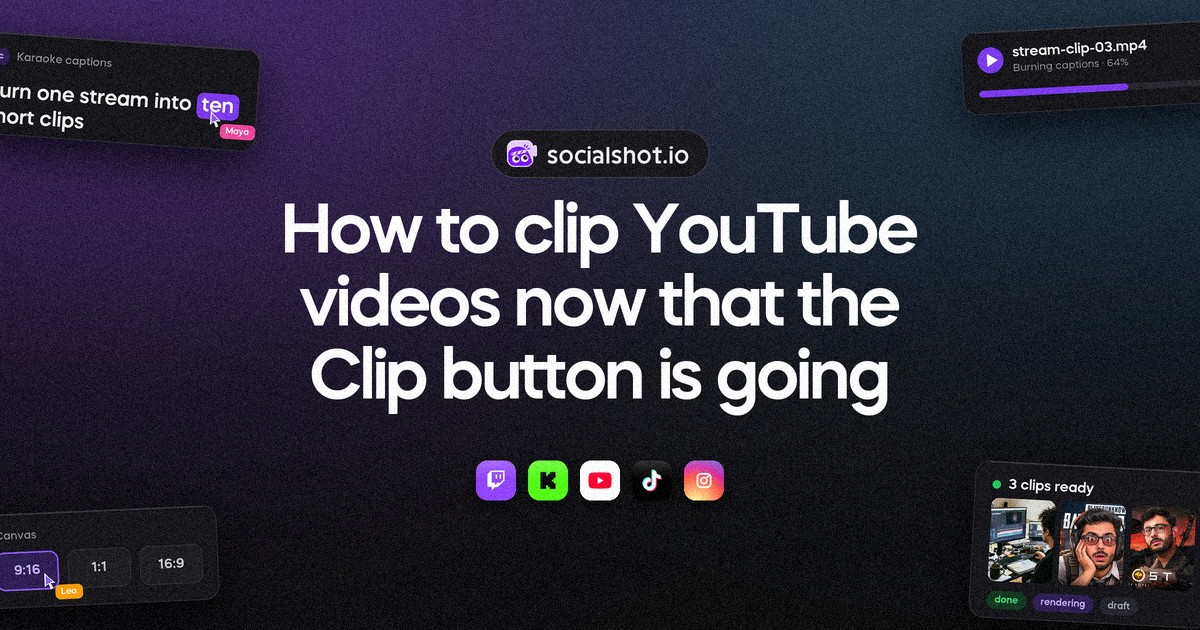 Karaoke captions
urn one stream into ten
hort clips
Maya
stream-clip-03.mp4
Burning captions · 64%
socialshot.io
How to clip YouTube
videos now that the
Clip button is going
Canvas
9:16
1:1
16:9
Leo
3 clips ready
ST
done
rendering
draft